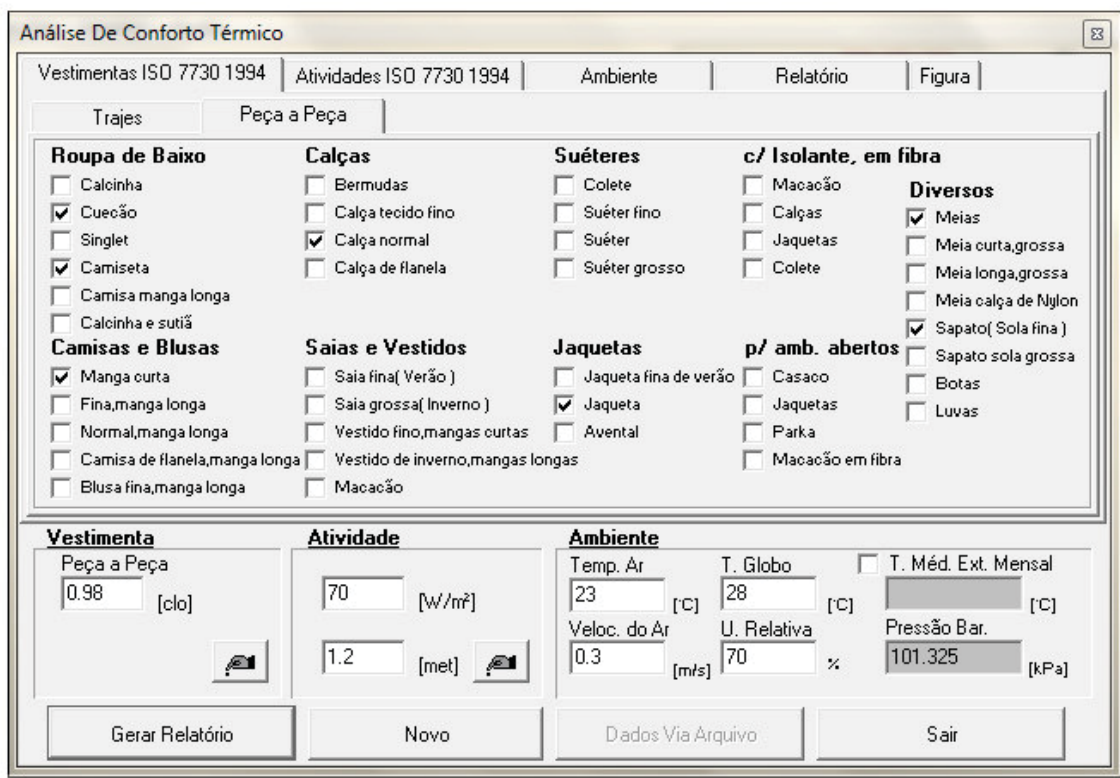 Análise De Conforto Térmico
Vestimentas ISO 7730 1994
Atividades ISO 7730 1994
Ambiente
Relatório
Figura
Trajes
Peça a Peça
Roupa de Baixo
Calcinha
Cuecão
Singlet
Camiseta
Camisa manga longa
Calcinha e sutiã
Calças
Bermudas
Calça tecido fino
Calça normal
Calça de flanela
Suéteres
Colete
Suéter fino
Suéter
Suéter grosso
c/ Isolante, em fibra
Macacão
Calças
Jaquetas
Colete
Diversos
Meias
Meia curta,grossa
Meia longa,grossa
Meia calça de Nylon
Sapato( Sola fina )
Sapato sola grossa
Botas
Luvas
Camisas e Blusas
Manga curta
Fina,manga longa
Normal,manga longa
Camisa de flanela,manga longa
Blusa fina,manga longa
Saias e Vestidos
Saia fina( Verão )
Saia grossa( Inverno )
Vestido fino,mangas curtas
Vestido de inverno,mangas longas
Macacão
Jaquetas
Jaqueta fina de verão
Jaqueta
Avental
p/ amb. abertos
Casaco
Jaquetas
Parka
Macacão em fibra
Vestimenta
Peça a Peça
0.98 [clo]
Atividade
70 [W/m²]
1.2 [met]
Ambiente
Temp. Ar
23 [°C]
T. Globo
28 [°C]
T. Méd. Ext. Mensal
[°C]
Veloc. do Ar
0.3 [m/s]
U. Relativa
70 %
Pressão Bar.
101.325 [kPa]
Gerar Relatório
Novo
Dados Via Arquivo
Sair